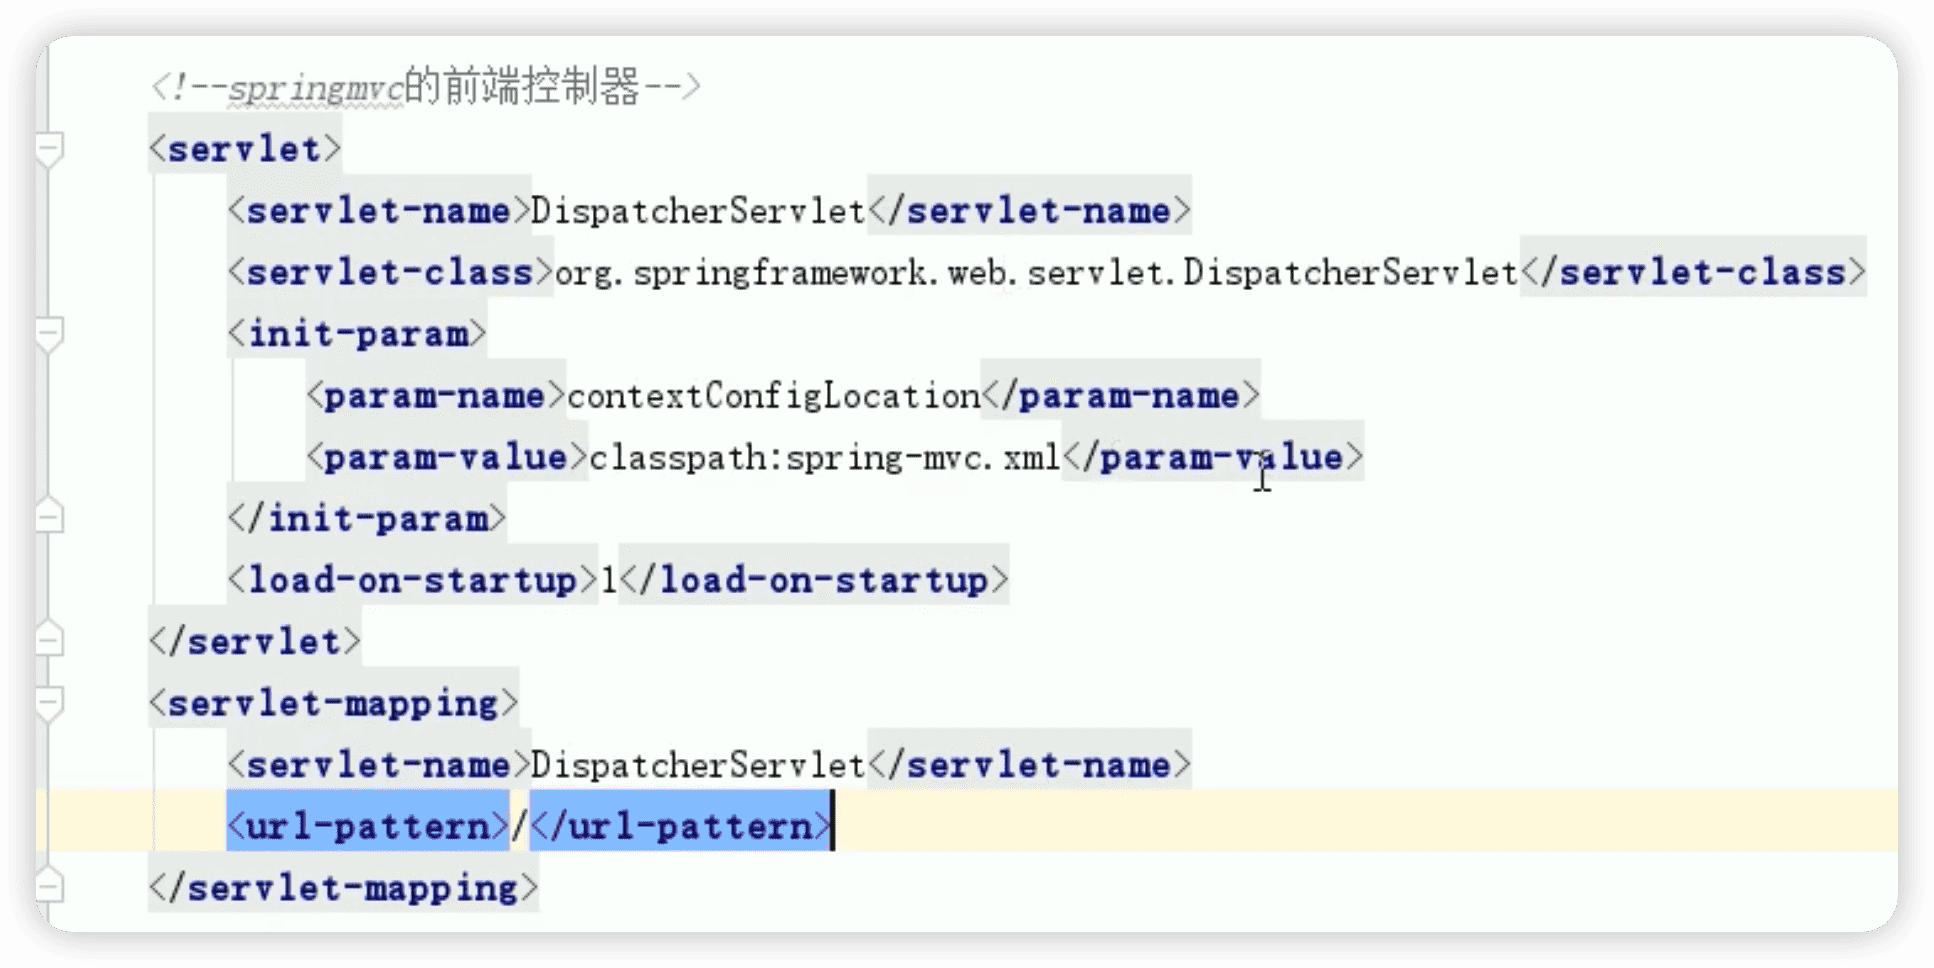 <!--springmvc的前端控制器-->
<servlet>
<servlet-name>DispatcherServlet</servlet-name>
<servlet-class>org.springframework.web.servlet.DispatcherServlet</servlet-class>
<init-param>
<param-name>contextConfigLocation</param-name>
<param-value>classpath:spring-mvc.xml</param-value>
</init-param>
<load-on-startup>1</load-on-startup>
</servlet>
<servlet-mapping>
<servlet-name>DispatcherServlet</servlet-name>
<url-pattern>/</url-pattern>
</servlet-mapping>